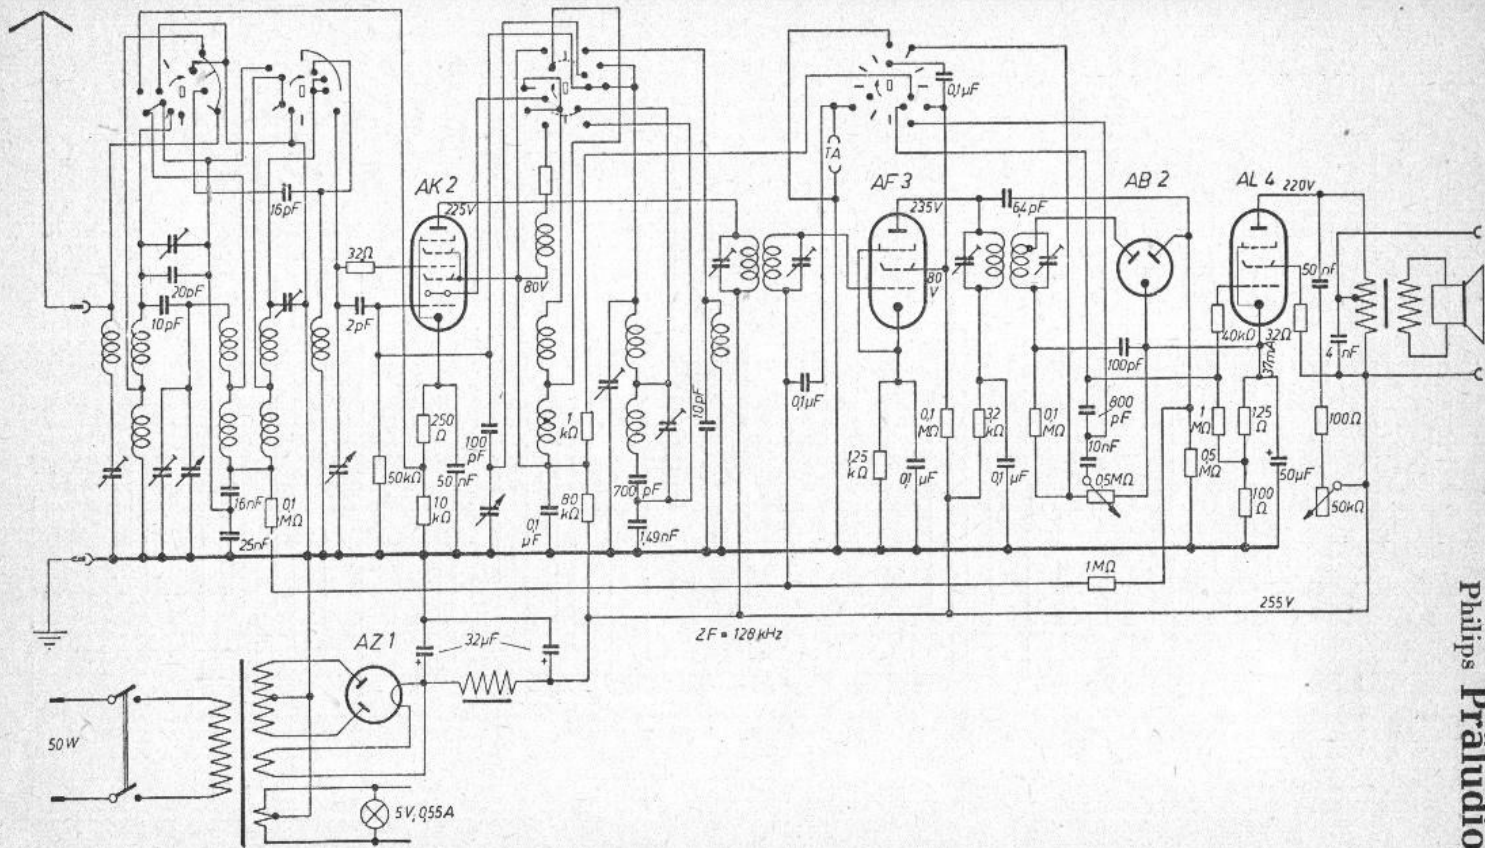 AK 2
225V
AF 3
235V
AB 2
AL 4
220V
0,1µF
TA
16pF
32Ω
80V
64pF
80 V
50 nF
20pF
10pF
2pF
40kΩ
32Ω
4 nF
37mA
100pF
0,1µF
10pF
250 Ω
100 pF
1 kΩ
0,1 MΩ
32 kΩ
0,1 MΩ
800 pF
1 MΩ
125 Ω
100Ω
50kΩ
50 nF
700 pF
10nF
0,5 MΩ
16nF
0,1 MΩ
10 kΩ
80 kΩ
0,1 µF
0,1 µF
0,5MΩ
100 Ω
50µF
50kΩ
25nF
0,1 µF
1,49nF
1MΩ
255V
ZF = 128 kHz
AZ 1
32µF
50W
5V, 0,55A
Philips Präludio